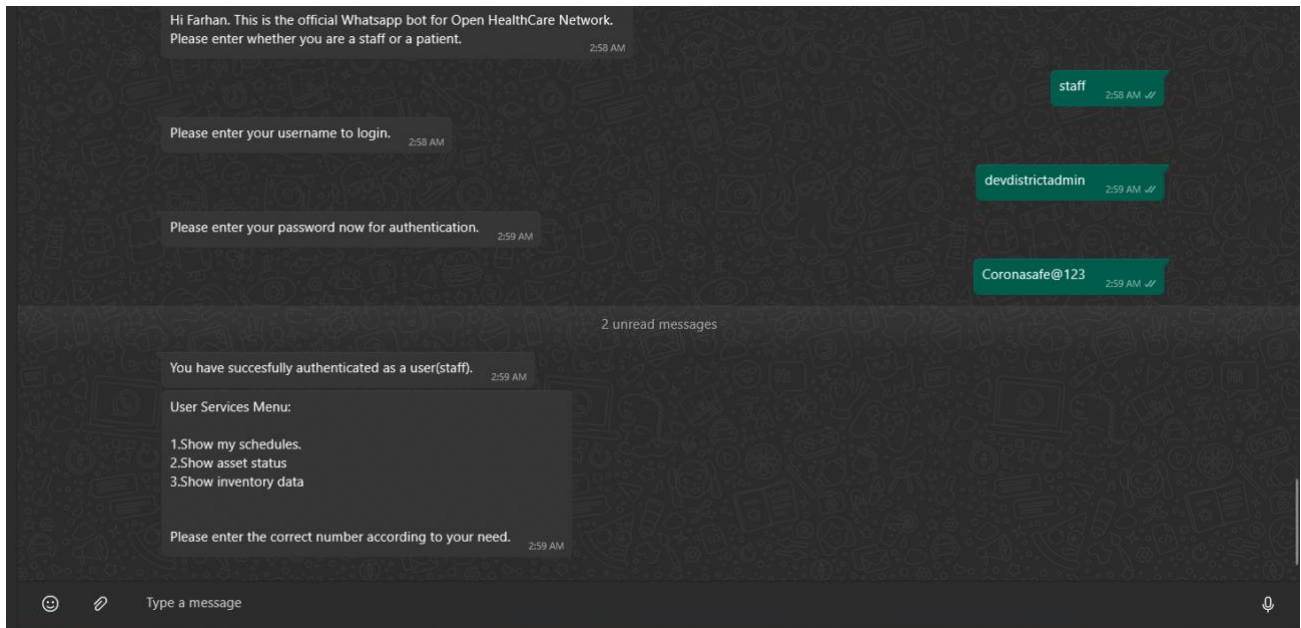 Hi Farhan. This is the official Whatsapp bot for Open HealthCare Network.
Please enter whether you are a staff or a patient.
2:58 AM
staff
2:58 AM
Please enter your username to login.
2:58 AM
devdistrictadmin
2:59 AM
Please enter your password now for authentication.
2:59 AM
Coronasafe@123
2:59 AM
2 unread messages
You have succesfully authenticated as a user(staff).
2:59 AM
User Services Menu:
1.Show my schedules.
2.Show asset status
3.Show inventory data
Please enter the correct number according to your need.
2:59 AM
Type a message